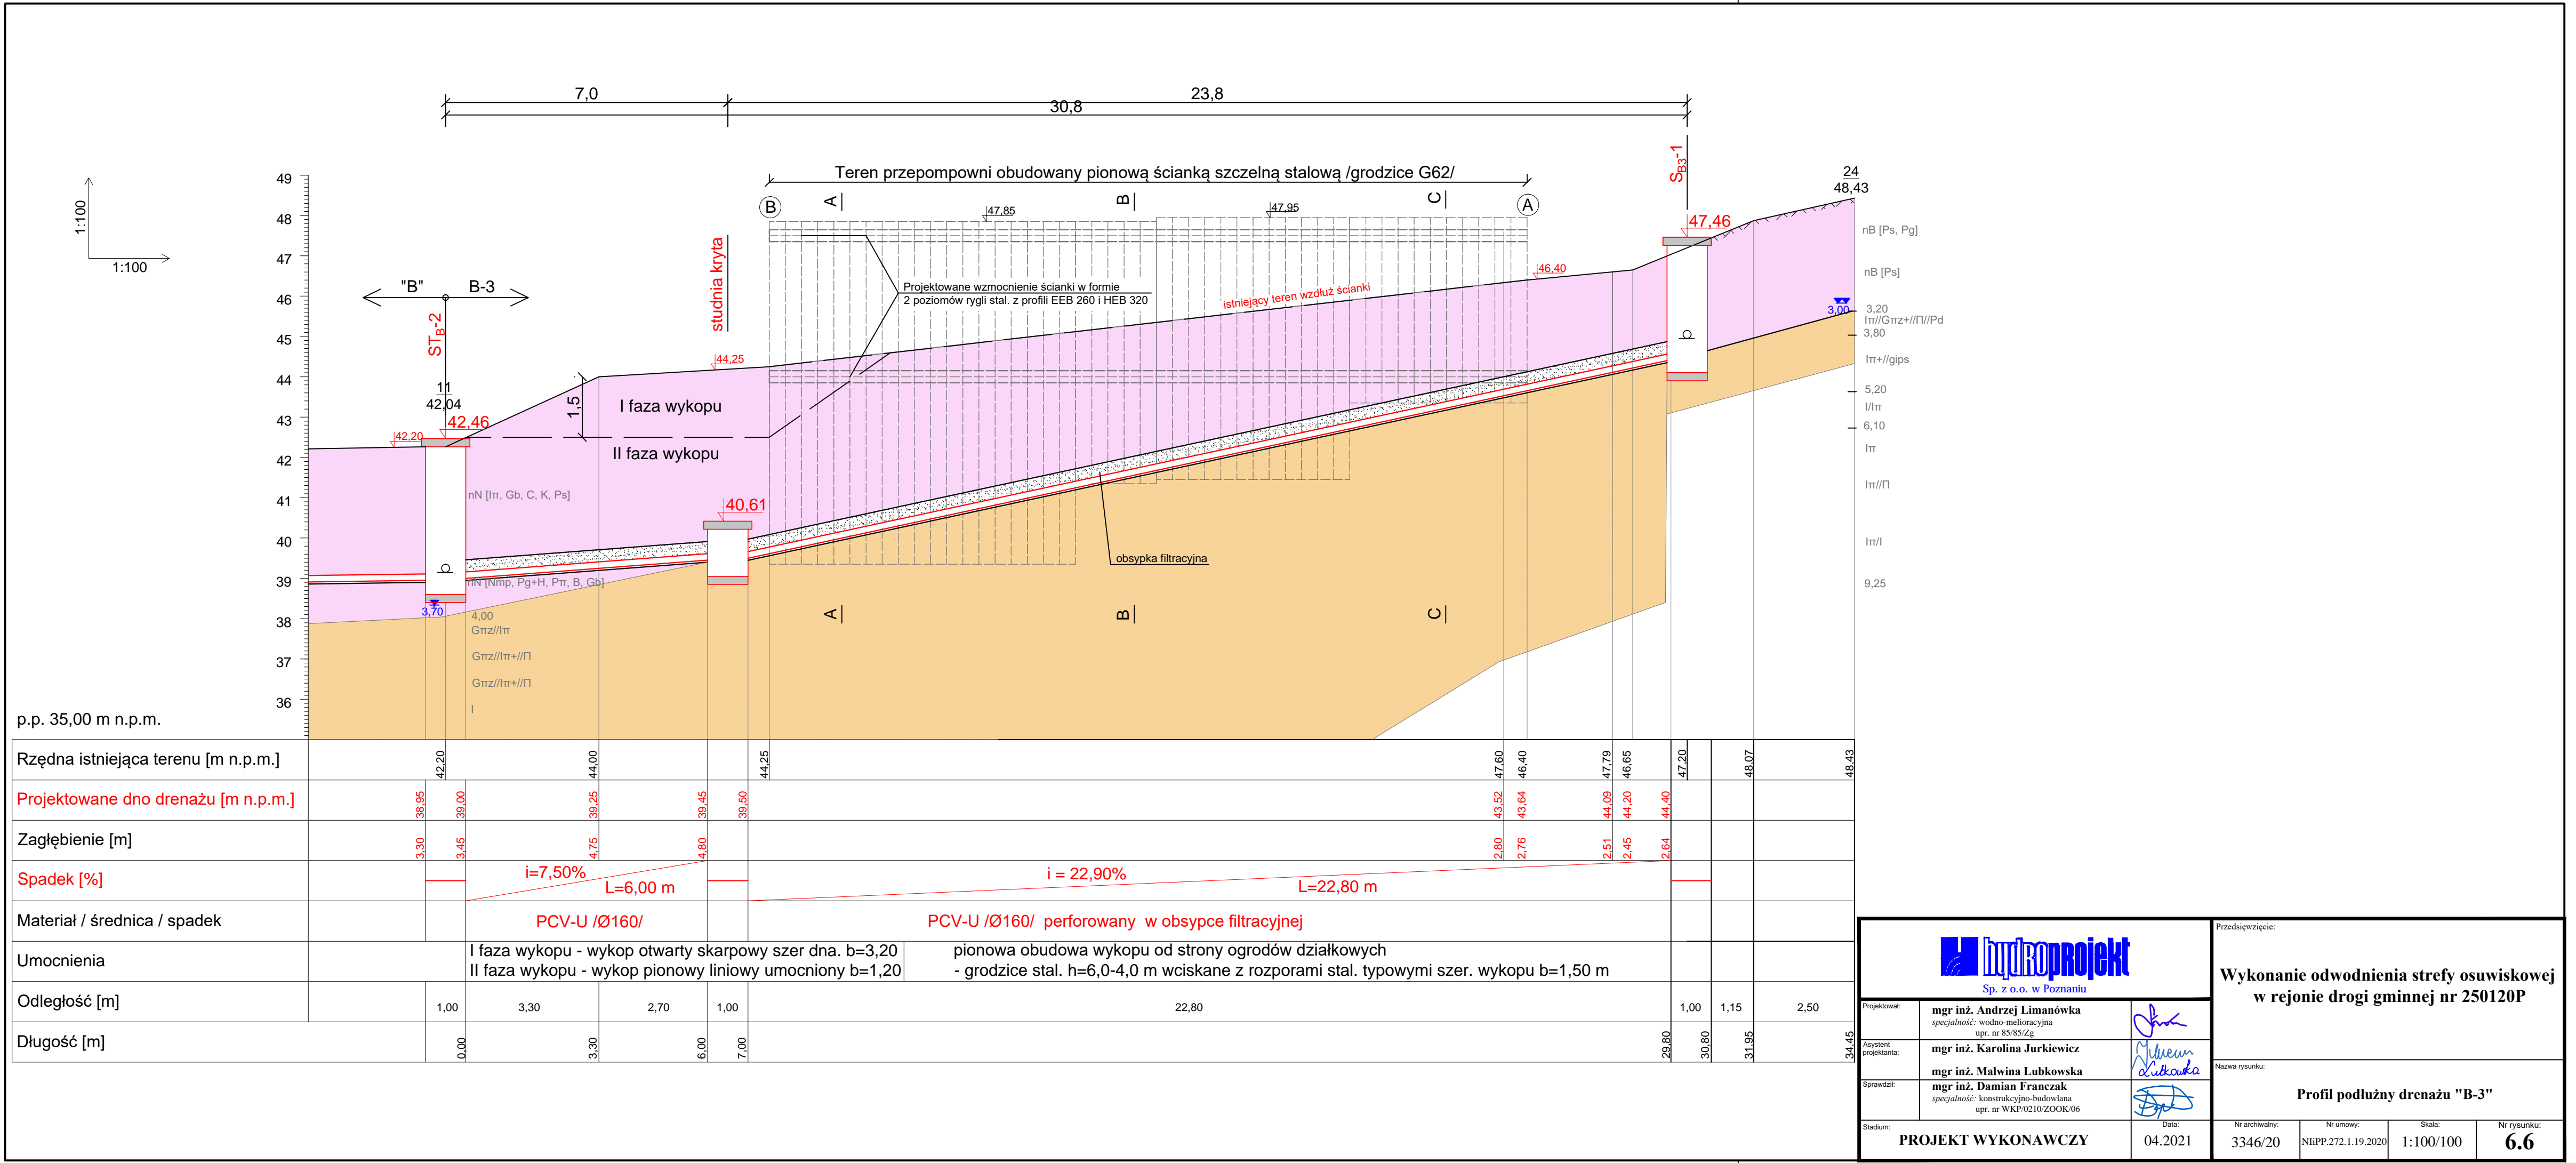 7,0
23,8
30,8
Teren przepompowni obudowany pionową ścianką szczelną stalową /grodzice G62/
B
A
B
C
A
47,85
47,95
1:100
1:100
49
48
47
46
45
44
43
42
41
40
39
38
37
36
"B"
B-3
STB-2
11
42,04
42,46
42,20
studnia kryta
44,25
1,5
I faza wykopu
II faza wykopu
40,61
Projektowane wzmocnienie ścianki w formie
2 poziomów rygli stal. z profili EEB 260 i HEB 320
istniejący teren wzdłuż ścianki
46,40
SB3-1
47,46
24
48,43
nB [Ps, Pg]
nB [Ps]
3,00
3,20
Iπ//Gπz+//Π//Pd
3,80
Iπ+//gips
5,20
I/Iπ
6,10
Iπ
Iπ//Π
Iπ/I
9,25
nN [Iπ, Gb, C, K, Ps]
nN [Nmp, Pg+H, Pπ, B, Gb]
3,70
4,00
Gπz//Iπ
Gπz//Iπ+//Π
Gπz//Iπ+//Π
I
obsypka filtracyjna
A
B
C
p.p. 35,00 m n.p.m.
Rzędna istniejąca terenu [m n.p.m.]
42,20
44,00
44,25
47,60
46,40
47,79
46,65
47,20
48,07
48,43
Projektowane dno drenażu [m n.p.m.]
38,95
39,00
39,25
39,45
39,50
43,52
43,64
44,09
44,20
44,40
Zagłębienie [m]
3,30
3,45
4,75
4,80
2,80
2,76
2,51
2,45
2,64
Spadek [%]
i=7,50%
L=6,00 m
i = 22,90%
L=22,80 m
Materiał / średnica / spadek
PCV-U /Ø160/
PCV-U /Ø160/ perforowany w obsypce filtracyjnej
Umocnienia
I faza wykopu - wykop otwarty skarpowy szer dna. b=3,20
II faza wykopu - wykop pionowy liniowy umocniony b=1,20
pionowa obudowa wykopu od strony ogrodów działkowych
- grodzice stal. h=6,0-4,0 m wciskane z rozporami stal. typowymi szer. wykopu b=1,50 m
Odległość [m]
1,00
3,30
2,70
1,00
22,80
1,00
1,15
2,50
Długość [m]
0,00
3,30
6,00
7,00
29,80
30,80
31,95
34,45
hydroprojekt
Sp. z o.o. w Poznaniu
Przedsięwzięcie:
Wykonanie odwodnienia strefy osuwiskowej
w rejonie drogi gminnej nr 250120P
Projektował:
mgr inż. Andrzej Limanówka
specjalność: wodno-melioracyjna
upr. nr 85/85/Zg
Asystent
projektanta:
mgr inż. Karolina Jurkiewicz
mgr inż. Malwina Lubkowska
Lubkowska
Sprawdził:
mgr inż. Damian Franczak
specjalność: konstrukcyjno-budowlana
upr. nr WKP/0210/ZOOK/06
Nazwa rysunku:
Profil podłużny drenażu "B-3"
Stadium:
PROJEKT WYKONAWCZY
Data:
04.2021
Nr archiwalny:
3346/20
Nr umowy:
NIiPP.272.1.19.2020
Skala:
1:100/100
Nr rysunku:
6.6